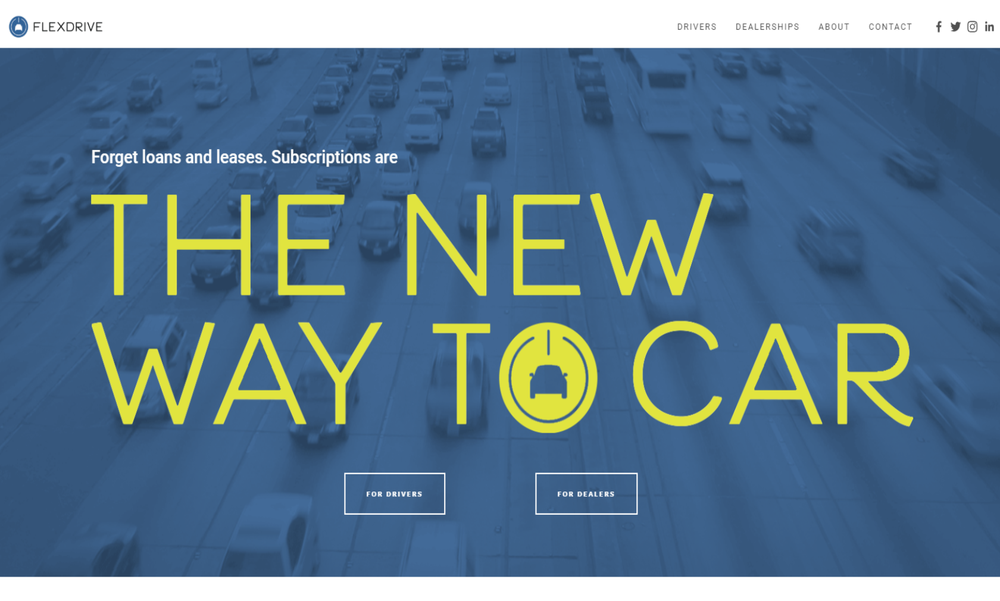 FLEXDRIVE
DRIVERS DEALERSHIPS ABOUT CONTACT
Forget loans and leases. Subscriptions are
THE NEW
WAY TO CAR
FOR DRIVERS
FOR DEALERS